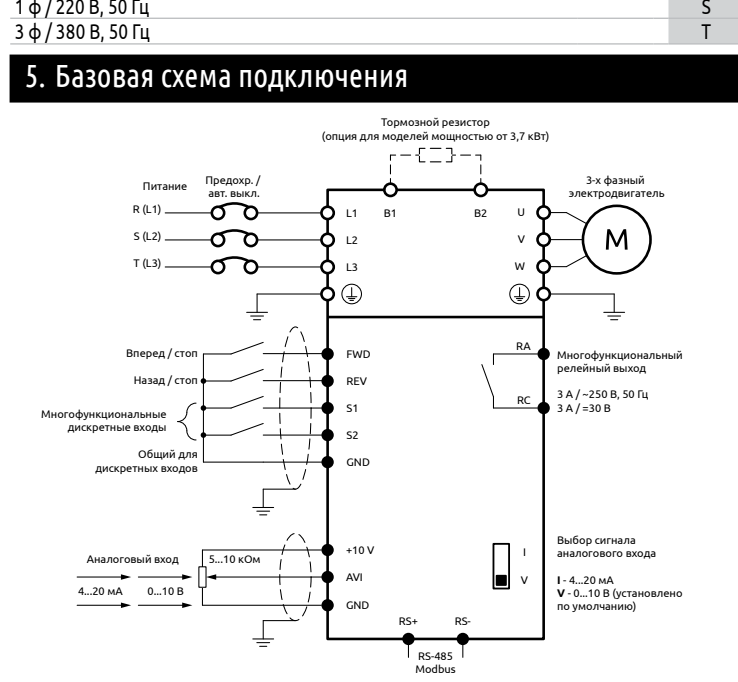 1 ф / 220 В, 50 Гц S
3 ф / 380 В, 50 Гц T
5. Базовая схема подключения
Тормозной резистор
(опция для моделей мощностью от 3,7 кВт)
Питание
Предохр. /
авт. выкл.
3-х фазный
электродвигатель
R (L1)
L1
B1
B2
U
S (L2)
L2
V
M
T (L3)
L3
W
Вперед / стоп
FWD
RA
Многофункциональный
релейный выход
Назад / стоп
REV
Многофункциональные
дискретные входы
S1
RC
3 А / ~250 В, 50 Гц
3 А / =30 В
S2
Общий для
дискретных входов
GND
Аналоговый вход
5...10 кОм
+10 V
4...20 мА
0...10 В
AVI
GND
I
V
Выбор сигнала
аналогового входа
I - 4...20 мА
V - 0...10 В (установлено
по умолчанию)
RS+
RS-
RS-485
Modbus